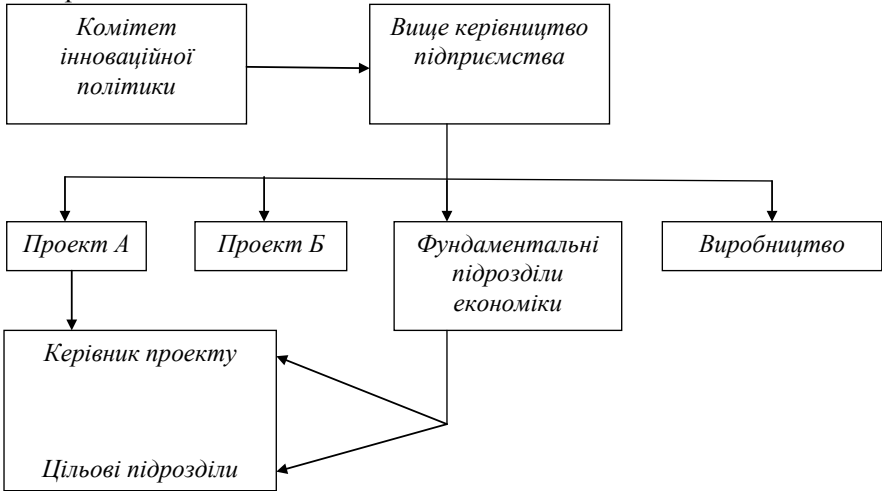 Комітет
інноваційної
політики
Вище керівництво
підприємства
Проект А
Проект Б
Фундаментальні
підрозділи
економіки
Виробництво
Керівник проекту
Цільові підрозділи